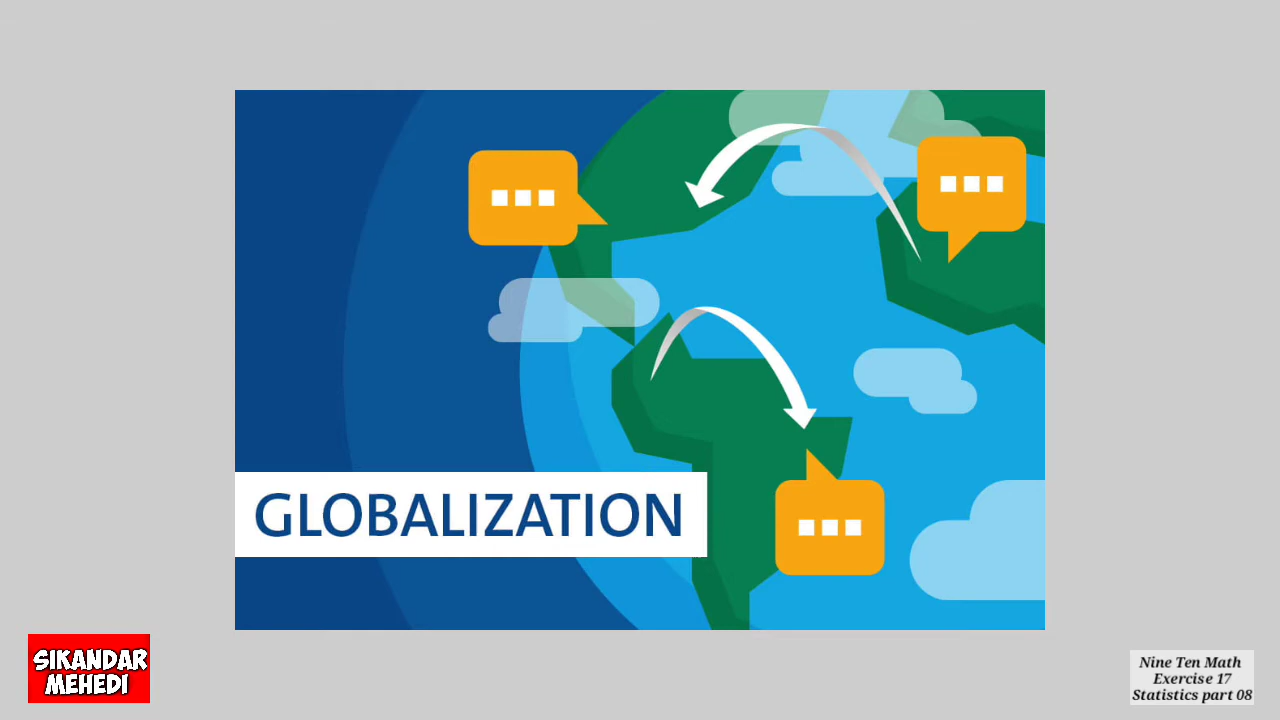 GLOBALIZATION
SIKANDAR
MEHEDI
Nine Ten Math
Exercise 17
Statistics part 08